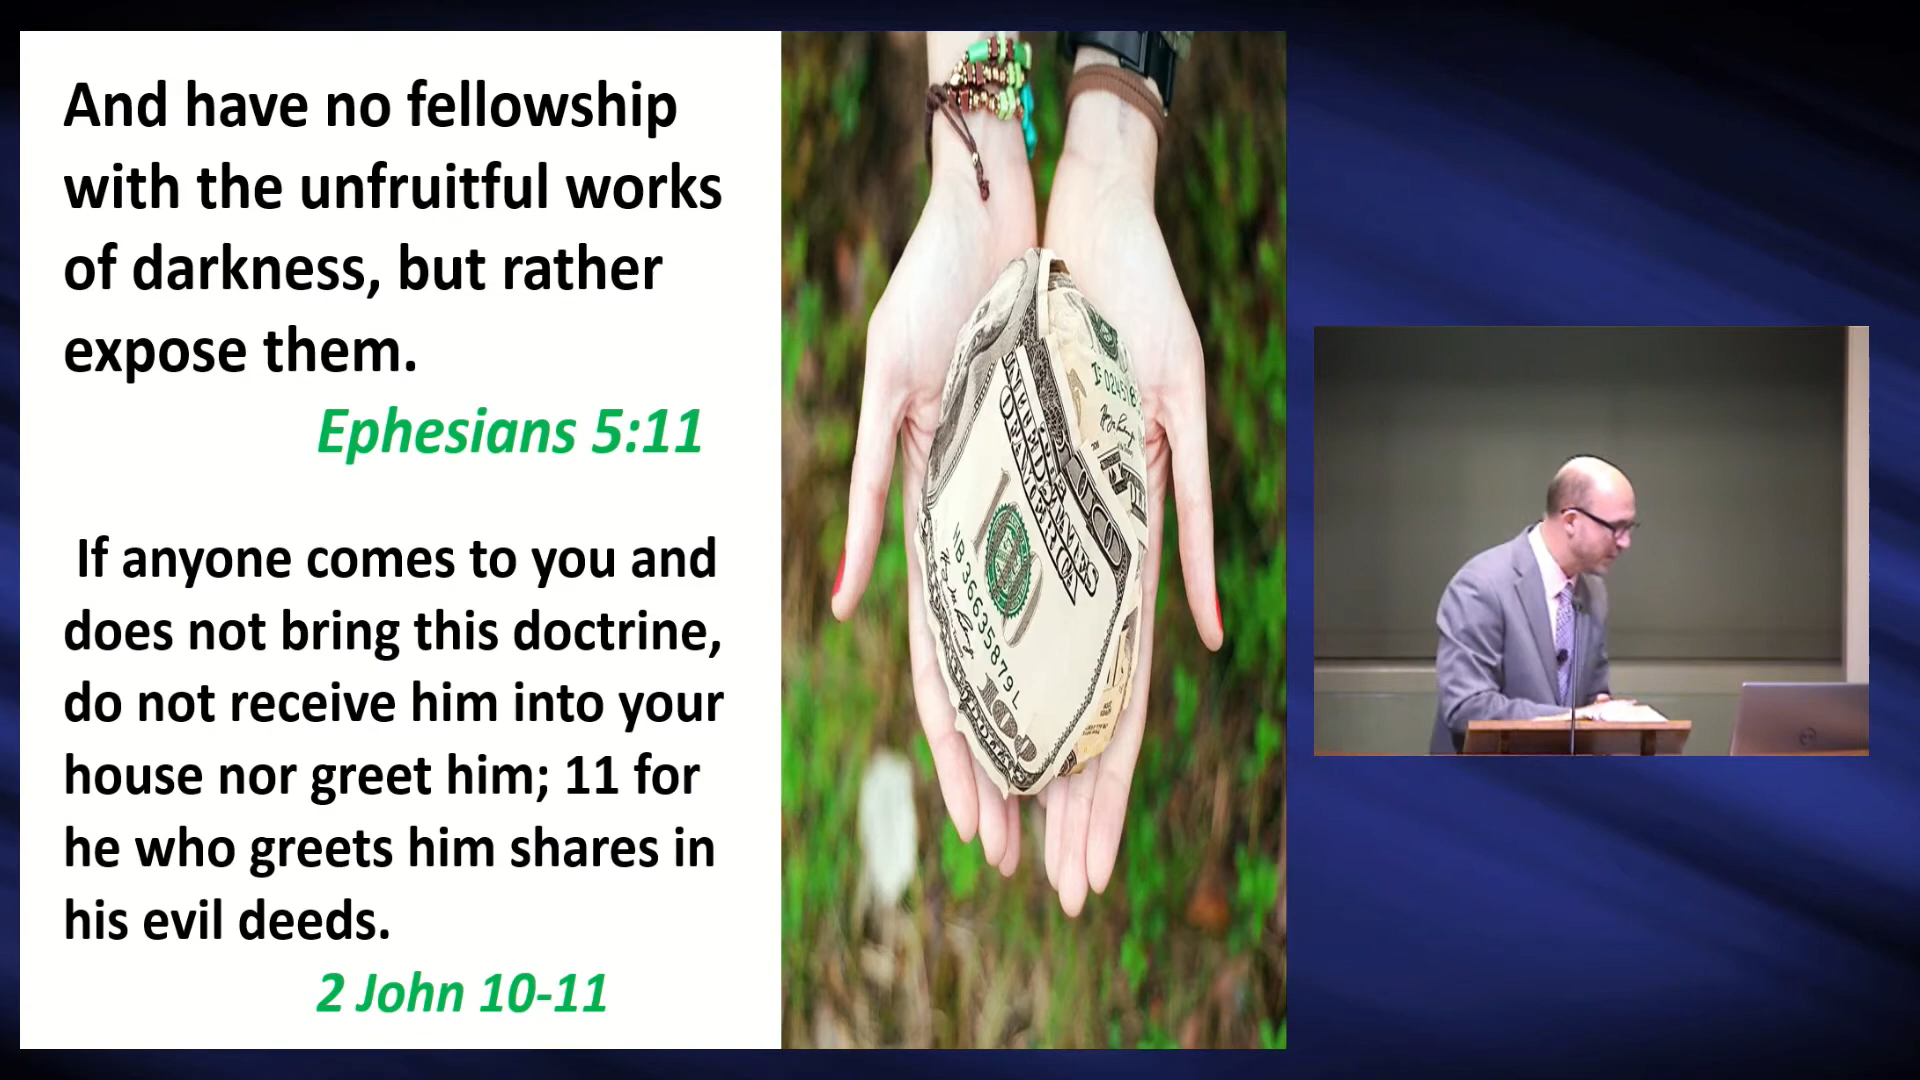 And have no fellowship
with the unfruitful works
of darkness, but rather
expose them.
Ephesians 5:11
If anyone comes to you and
does not bring this doctrine,
do not receive him into your
house nor greet him; 11 for
he who greets him shares in
his evil deeds.
2 John 10-11
100